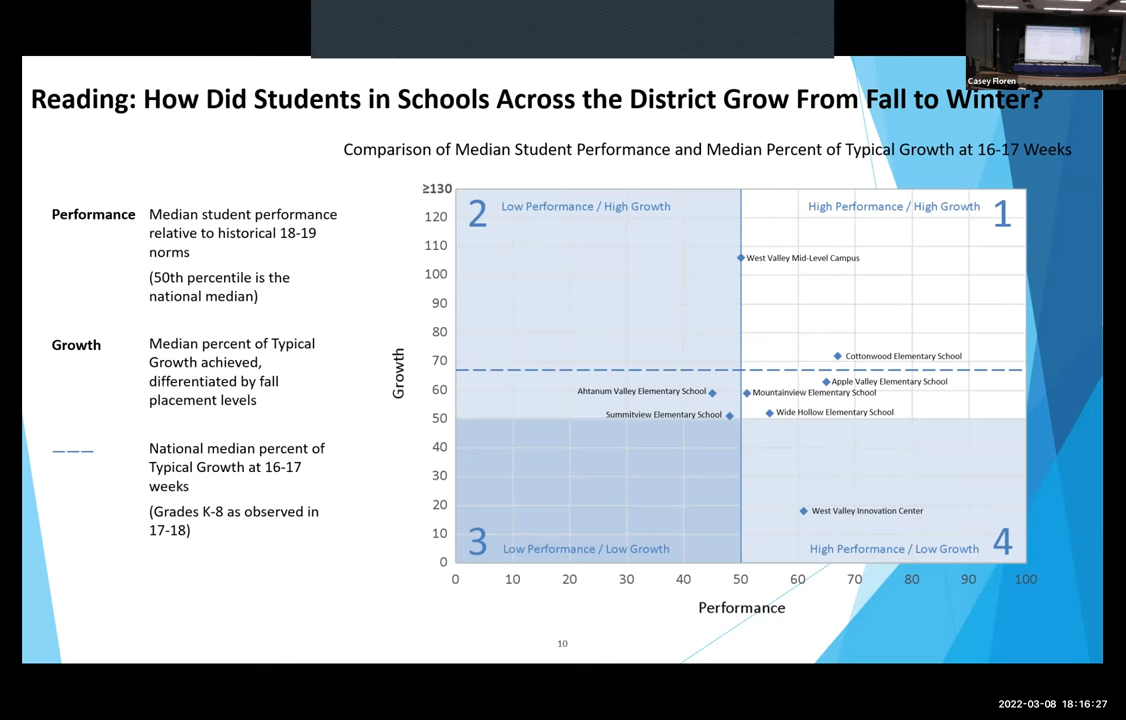 Casey Floren
Reading: How Did Students in Schools Across the District Grow From Fall to Winter?
Comparison of Median Student Performance and Median Percent of Typical Growth at 16-17 Weeks
Performance
Median student performance
relative to historical 18-19
norms
(50th percentile is the
national median)
Growth
Median percent of Typical
Growth achieved,
differentiated by fall
placement levels
National median percent of
Typical Growth at 16-17
weeks
(Grades K-8 as observed in
17-18)
≥130
120
110
100
90
80
70
60
50
40
30
20
10
0
Growth
2
Low Performance / High Growth
High Performance / High Growth
1
West Valley Mid-Level Campus
Cottonwood Elementary School
Apple Valley Elementary School
Ahtanum Valley Elementary School
Mountainview Elementary School
Summitview Elementary School
Wide Hollow Elementary School
West Valley Innovation Center
3
Low Performance / Low Growth
High Performance / Low Growth
4
0 10 20 30 40 50 60 70 80 90 100
Performance
10
2022-03-08 18:16:27